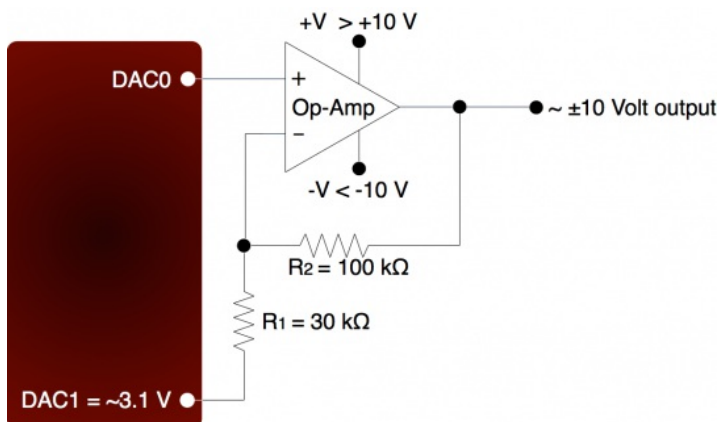 +V > +10 V
DAC0
+
Op-Amp
~ ±10 Volt output
−
-V < -10 V
R2 = 100 kΩ
R1 = 30 kΩ
DAC1 = ~3.1 V